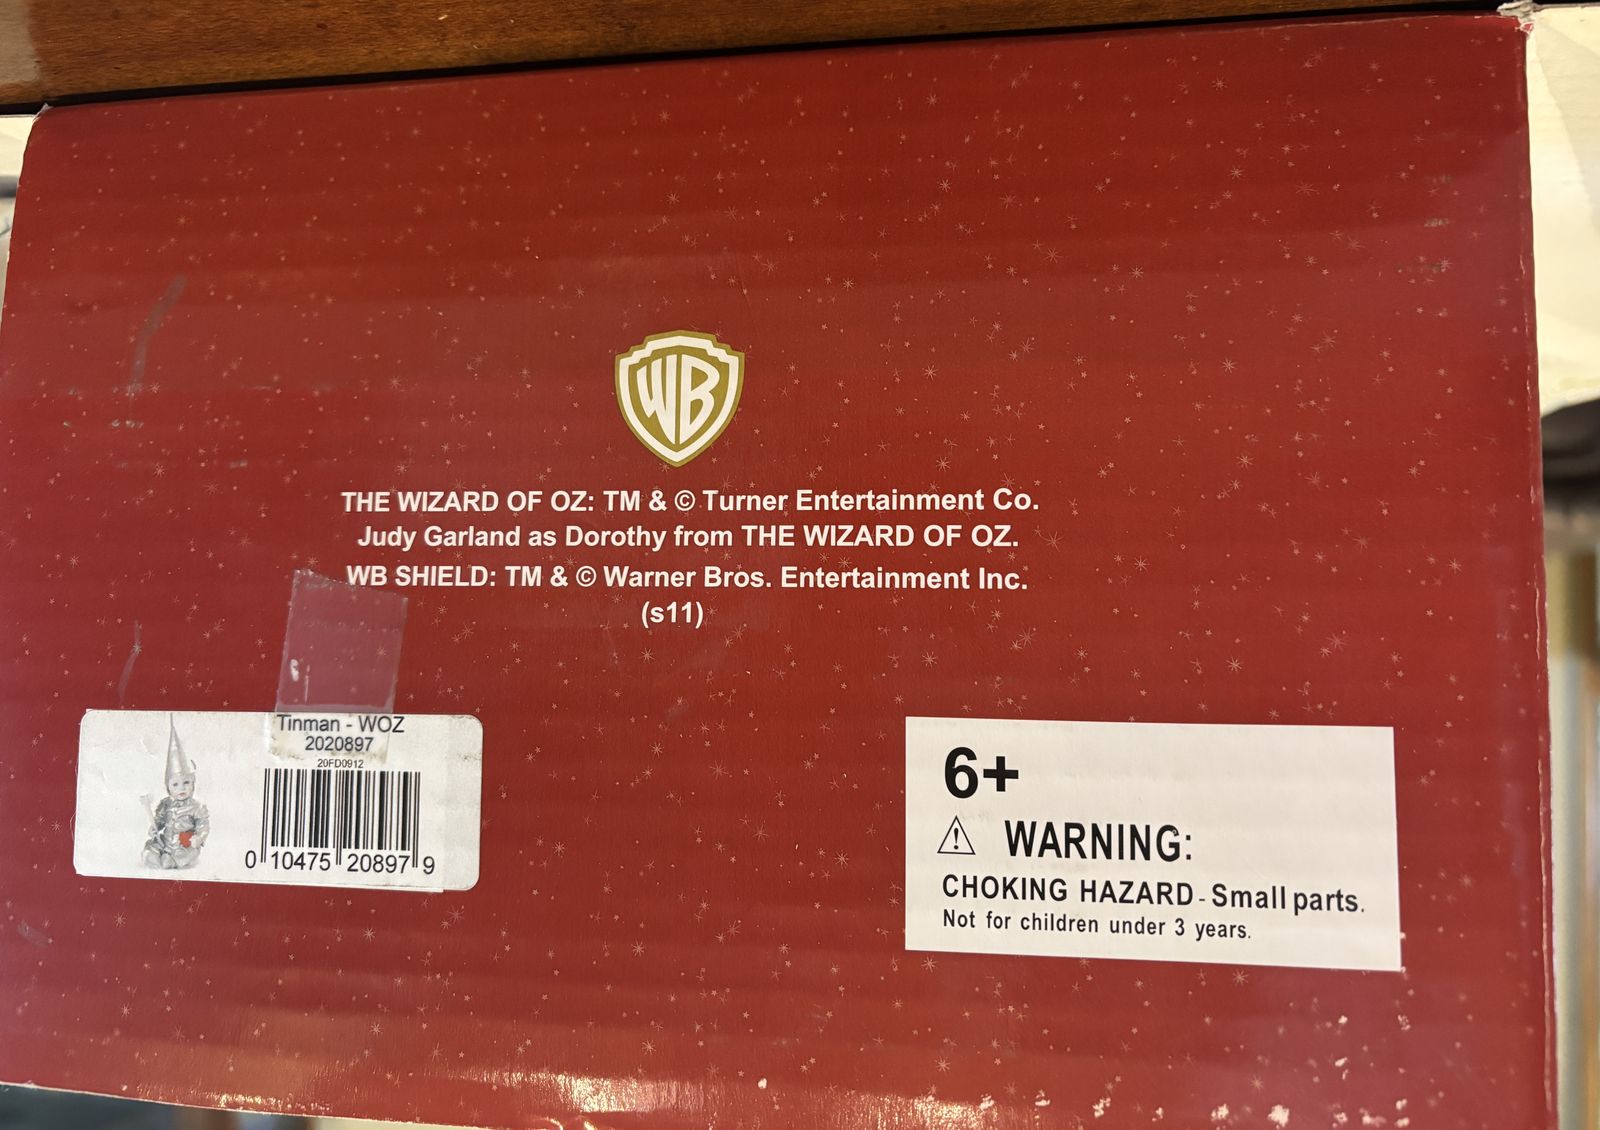 WB
THE WIZARD OF OZ: TM & © Turner Entertainment Co.
Judy Garland as Dorothy from THE WIZARD OF OZ.
WB SHIELD: TM & © Warner Bros. Entertainment Inc.
(s11)
Tinman - WOZ
2020897
20FD0912
0 10475 20897 9
6+
WARNING:
CHOKING HAZARD - Small parts.
Not for children under 3 years.